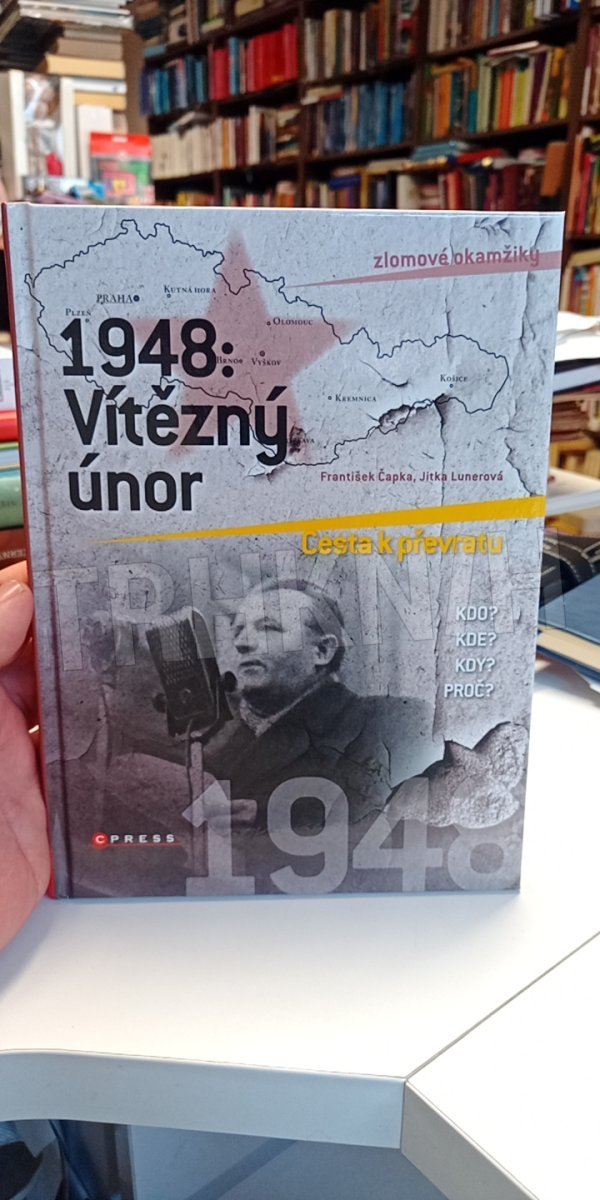 zlomové okamžiky
PRAHA
KUTNÁ HORA
PLZEŇ
OLOMOUC
1948:
BRNO
VYŠKOV
KOŠICE
Vítězný
KREMNICA
únor
František Čapka, Jitka Lunerová
Cesta k převratu
TRHKNIH
KDO?
KDE?
KDY?
PROČ?
1948
CPRESS